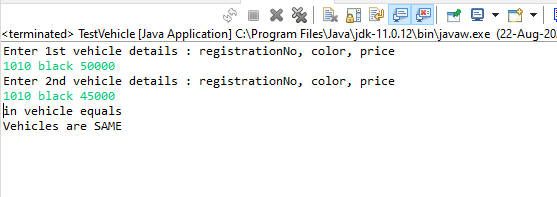 <terminated> TestVehicle [Java Application] C:\Program Files\Java\jdk-11.0.12\bin\javaw.exe (22-Aug-20
Enter 1st vehicle details : registrationNo, color, price
1010 black 50000
Enter 2nd vehicle details : registrationNo, color, price
1010 black 45000
in vehicle equals
Vehicles are SAME